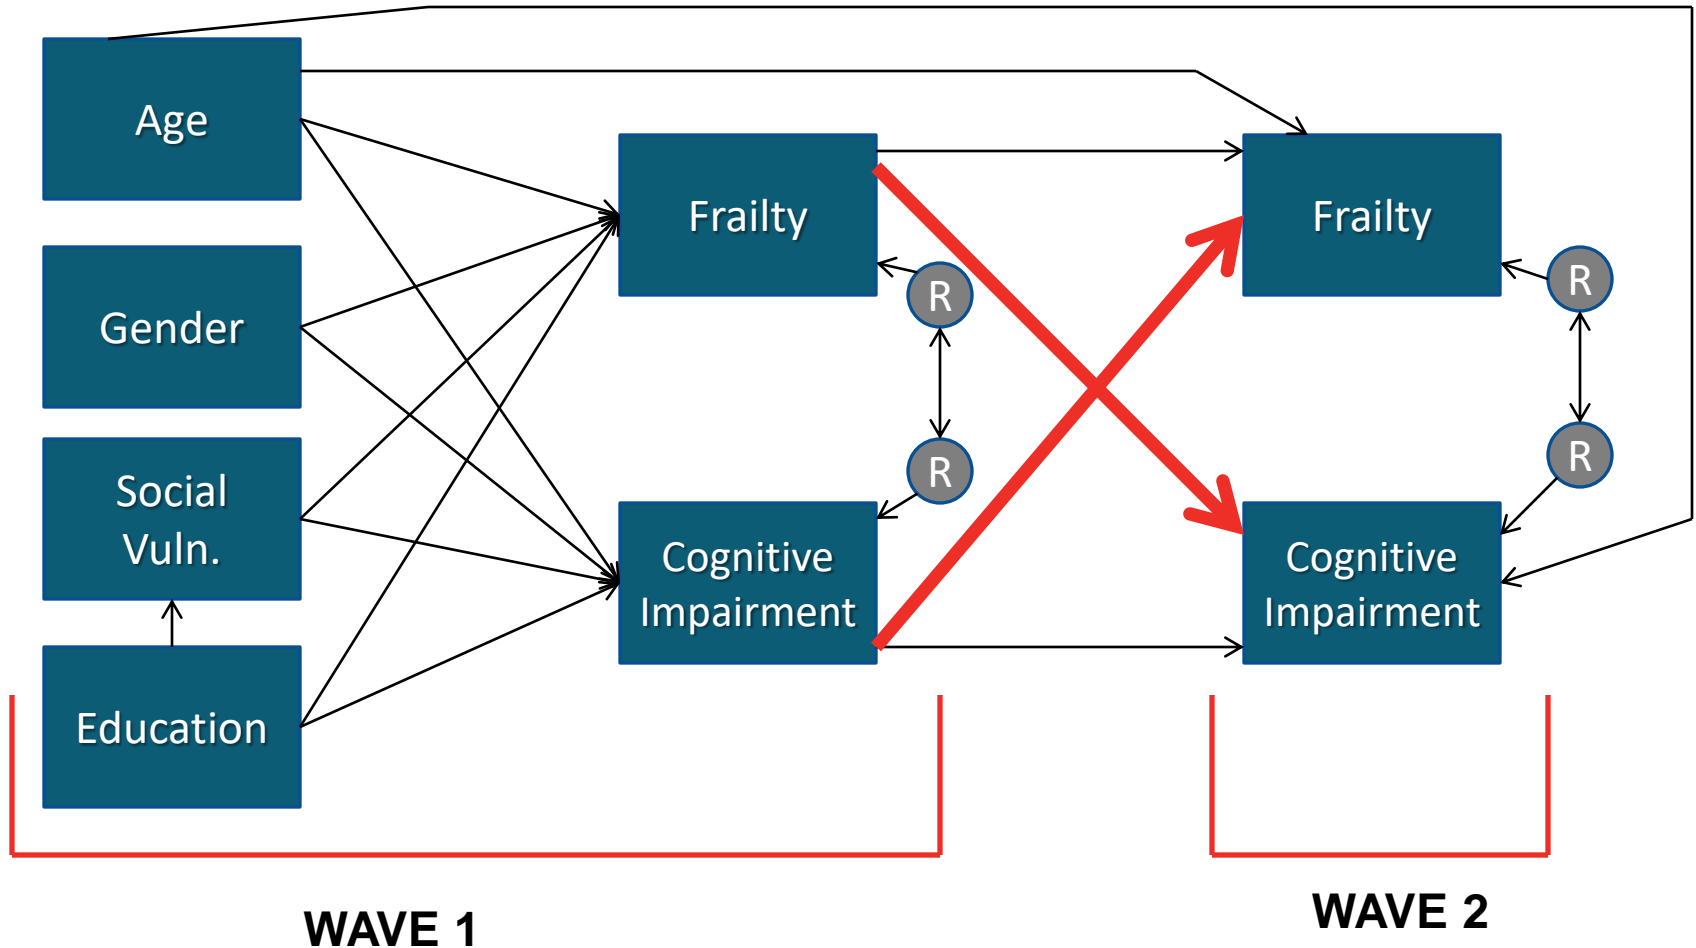 Age
Gender
Social
Vuln.
Education
Frailty
R
R
Cognitive
Impairment
Frailty
R
R
Cognitive
Impairment
WAVE 1
WAVE 2